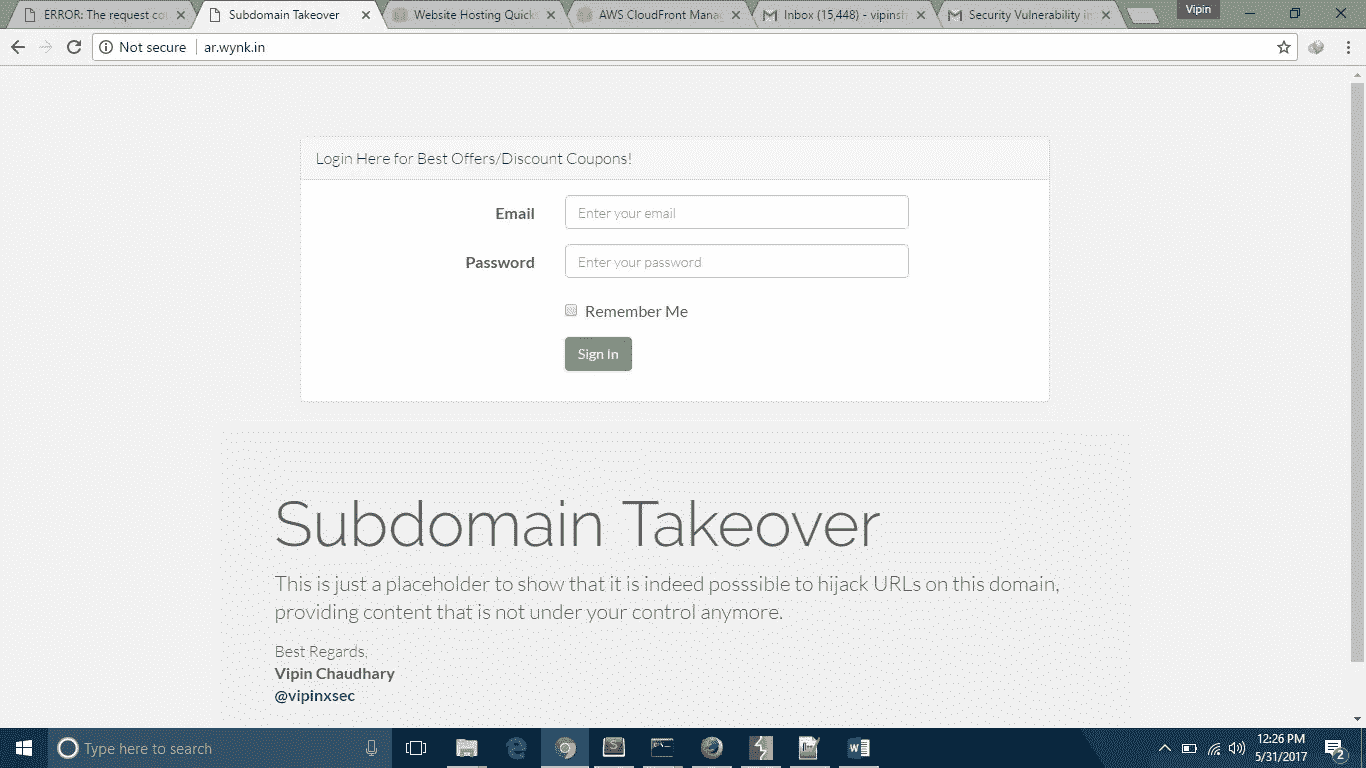 ERROR: The request co
Subdomain Takeover
Website Hosting Quick
AWS CloudFront Mana
Inbox (15,448) - vipinsh
Security Vulnerability i
Vipin
Not secure
ar.wynk.in
Login Here for Best Offers/Discount Coupons!
Email
Enter your email
Password
Enter your password
Remember Me
Sign In
Subdomain Takeover
This is just a placeholder to show that it is indeed posssible to hijack URLs on this domain,
providing content that is not under your control anymore.
Best Regards,
Vipin Chaudhary
@vipinxsec
Type here to search
12:26 PM
5/31/2017
2